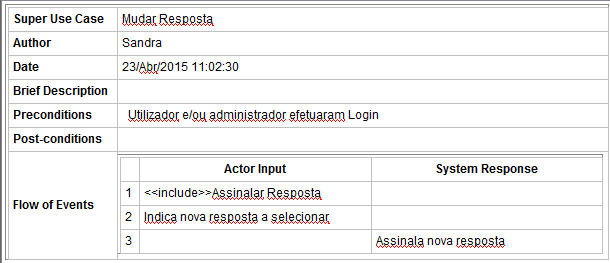 Super Use Case Mudar Resposta
Author Sandra
Date 23/Abr/2015 11:02:30
Brief Description
Preconditions Utilizador e/ou administrador efetuaram Login
Post-conditions
Flow of Events
Actor Input System Response
1 <<include>>Assinalar Resposta
2 Indica nova resposta a selecionar
3 Assinala nova resposta